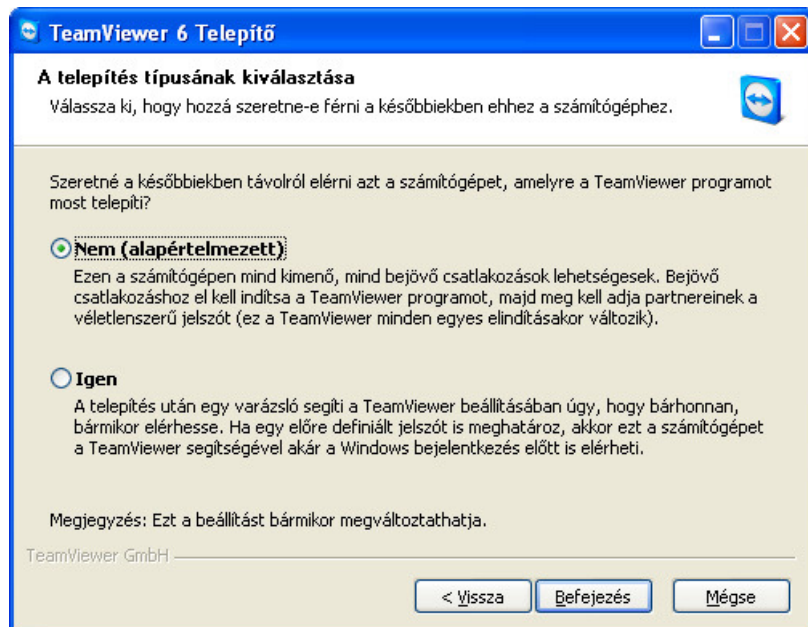 TeamViewer 6 Telepítő
A telepítés típusának kiválasztása
Válassza ki, hogy hozzá szeretne-e férni a későbbiekben ehhez a számítógéphez.
Szeretné a későbbiekben távolról elérni azt a számítógépet, amelyre a TeamViewer programot
most telepíti?
Nem (alapértelmezett)
Ezen a számítógépen mind kimenő, mind bejövő csatlakozások lehetségesek. Bejövő
csatlakozáshoz el kell indítsa a TeamViewer programot, majd meg kell adja partnereinek a
véletlenszerű jelszót (ez a TeamViewer minden egyes elindításakor változik).
Igen
A telepítés után egy varázsló segíti a TeamViewer beállításában úgy, hogy bárhonnan,
bármikor elérhesse. Ha egy előre definiált jelszót is meghatároz, akkor ezt a számítógépet
a TeamViewer segítségével akár a Windows bejelentkezés előtt is elérheti.
Megjegyzés: Ezt a beállítást bármikor megváltoztathatja.
TeamViewer GmbH
< Vissza Befejezés Mégse